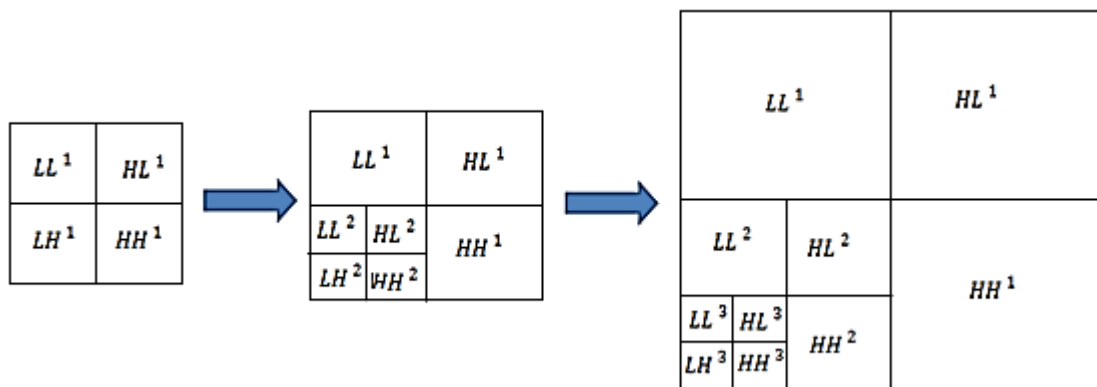 LL¹ HL¹
LH¹ HH¹
LL¹ HL¹
LL² HL²
HH¹
LH² WH²
LL¹ HL¹
LL² HL²
HH¹
LL³ HL³
HH²
LH³ HH³